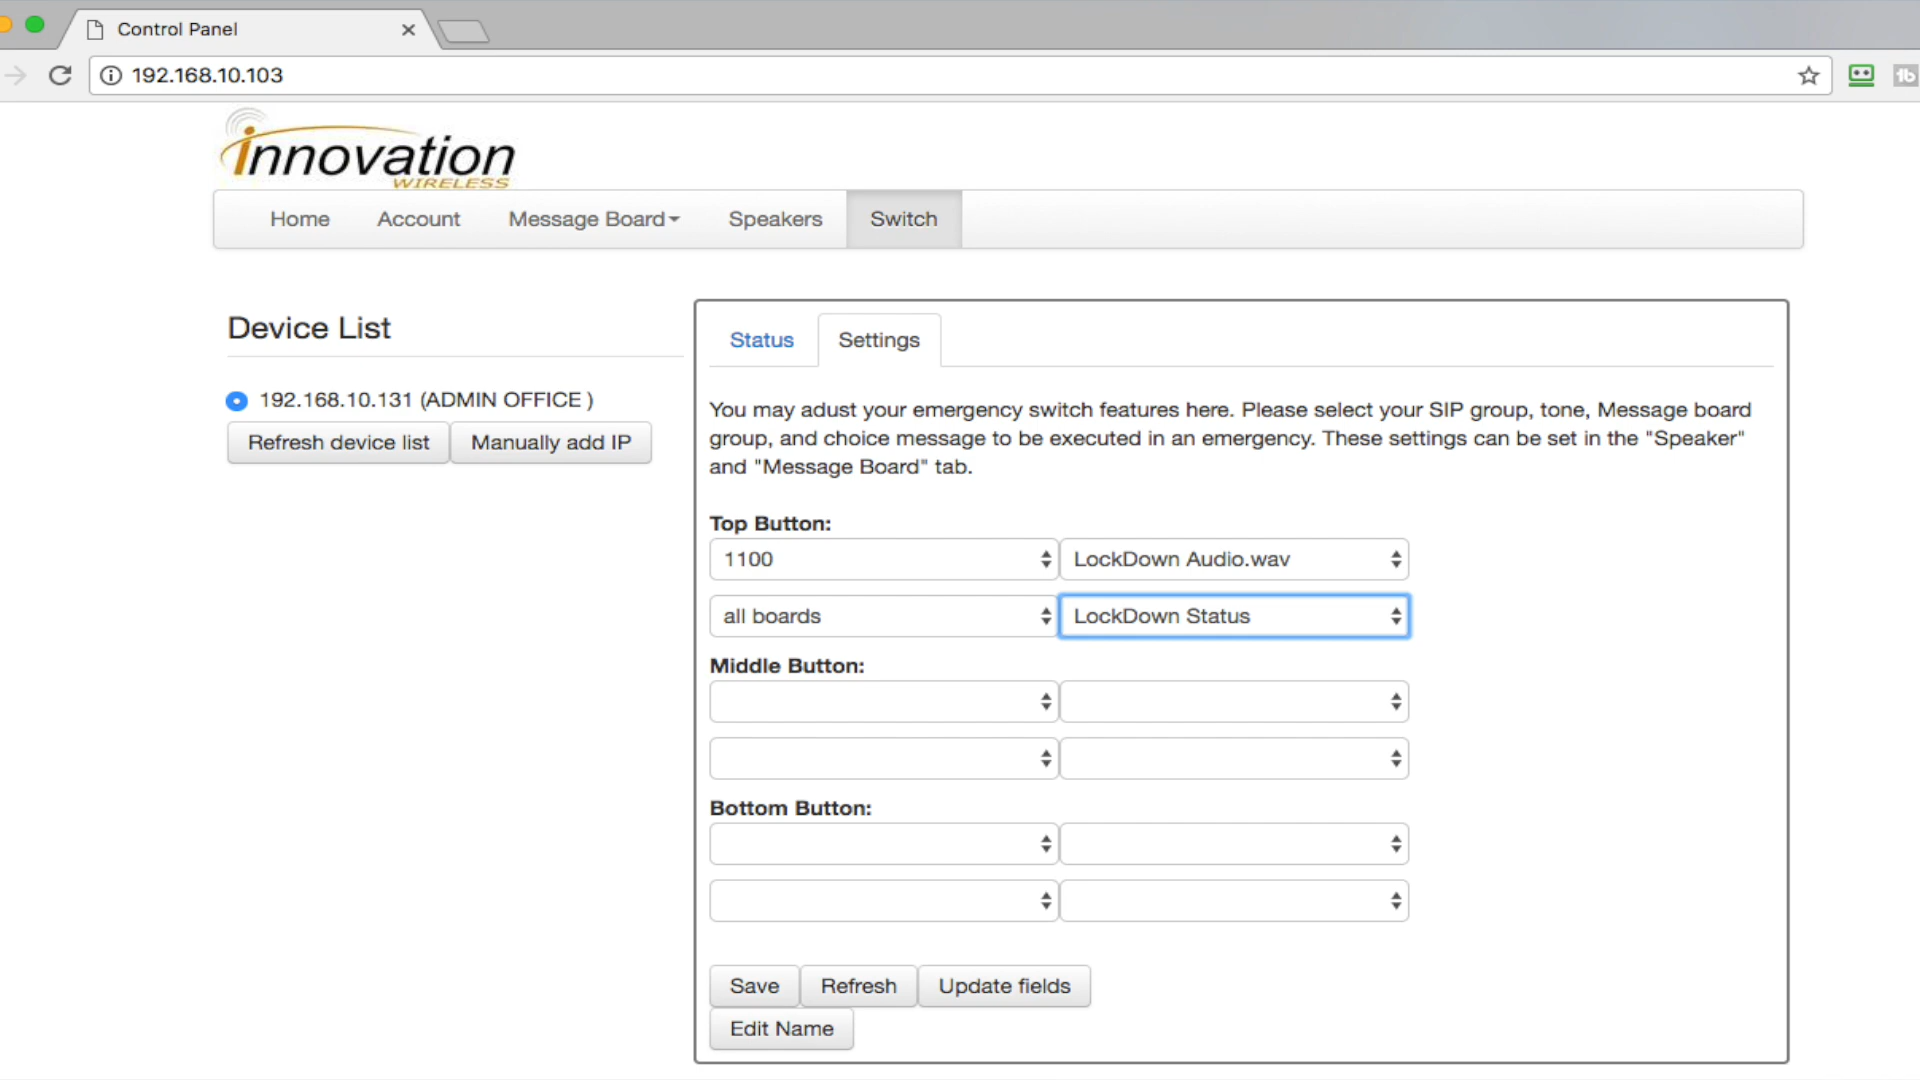 Control Panel
192.168.10.103
innovation
WIRELESS
Home Account Message Board Speakers Switch
Device List
192.168.10.131 (ADMIN OFFICE )
Refresh device list Manually add IP
Status Settings
You may adust your emergency switch features here. Please select your SIP group, tone, Message board
group, and choice message to be executed in an emergency. These settings can be set in the "Speaker"
and "Message Board" tab.
Top Button:
1100 LockDown Audio.wav
all boards LockDown Status
Middle Button:
Bottom Button:
Save Refresh Update fields
Edit Name